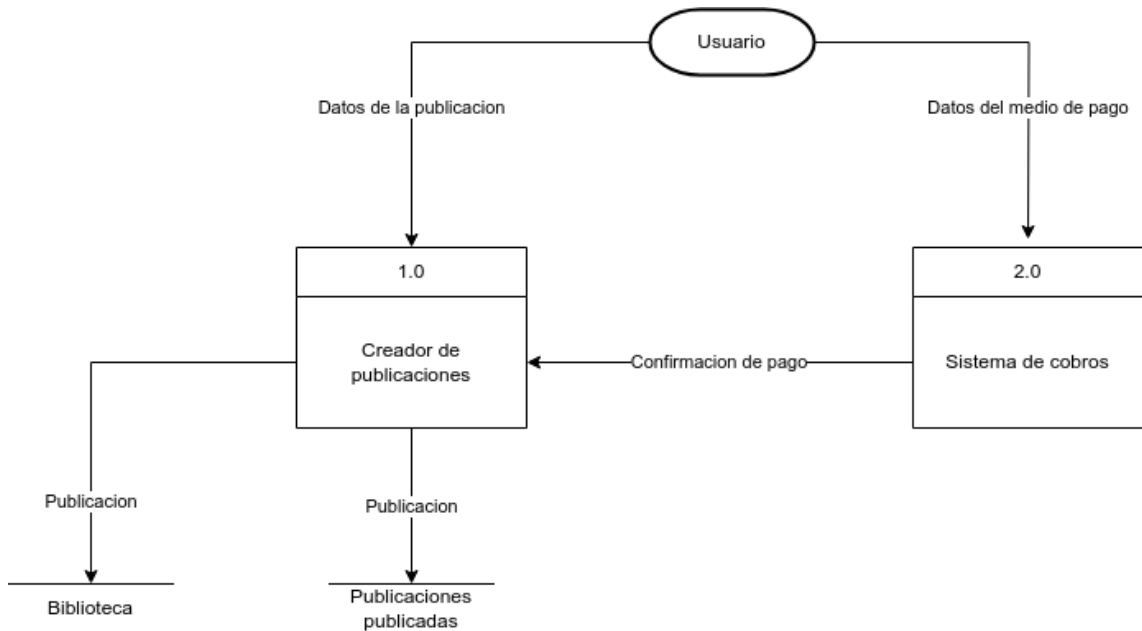 Usuario
Datos de la publicacion
Datos del medio de pago
1.0
2.0
Creador de
publicaciones
Confirmacion de pago
Sistema de cobros
Publicacion
Publicacion
Biblioteca
Publicaciones
publicadas